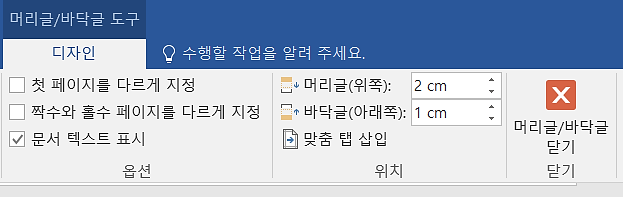 머리글/바닥글 도구
디자인
수행할 작업을 알려 주세요.
첫 페이지를 다르게 지정
짝수와 홀수 페이지를 다르게 지정
문서 텍스트 표시
옵션
머리글(위쪽): 2 cm
바닥글(아래쪽): 1 cm
맞춤 탭 삽입
위치
머리글/바닥글
닫기
닫기